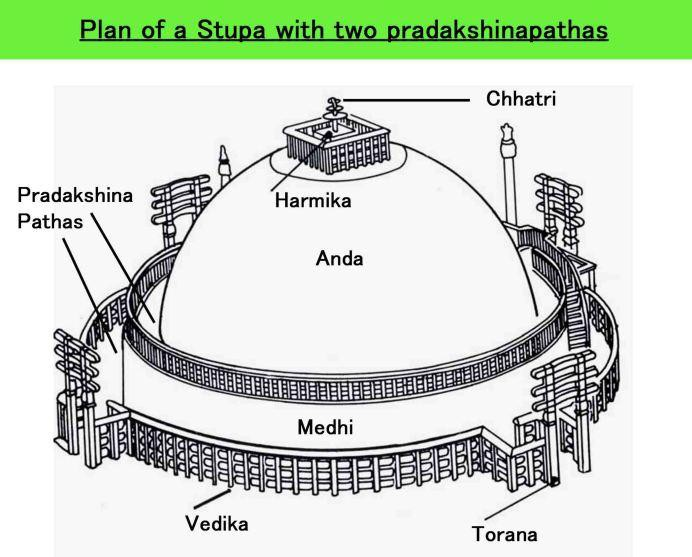 Plan of a Stupa with two pradakshinapathas
Chhatri
Pradakshina
Pathas
Harmika
Anda
Medhi
Vedika
Torana